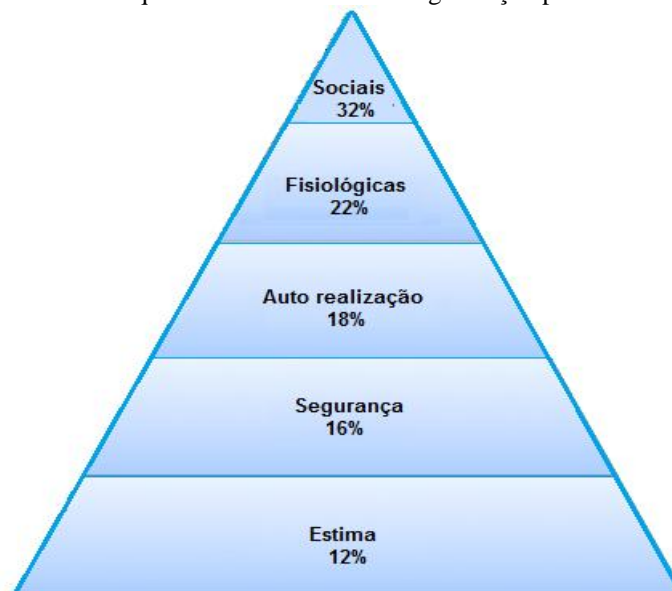 Sociais
32%
Fisiológicas
22%
Auto realização
18%
Segurança
16%
Estima
12%